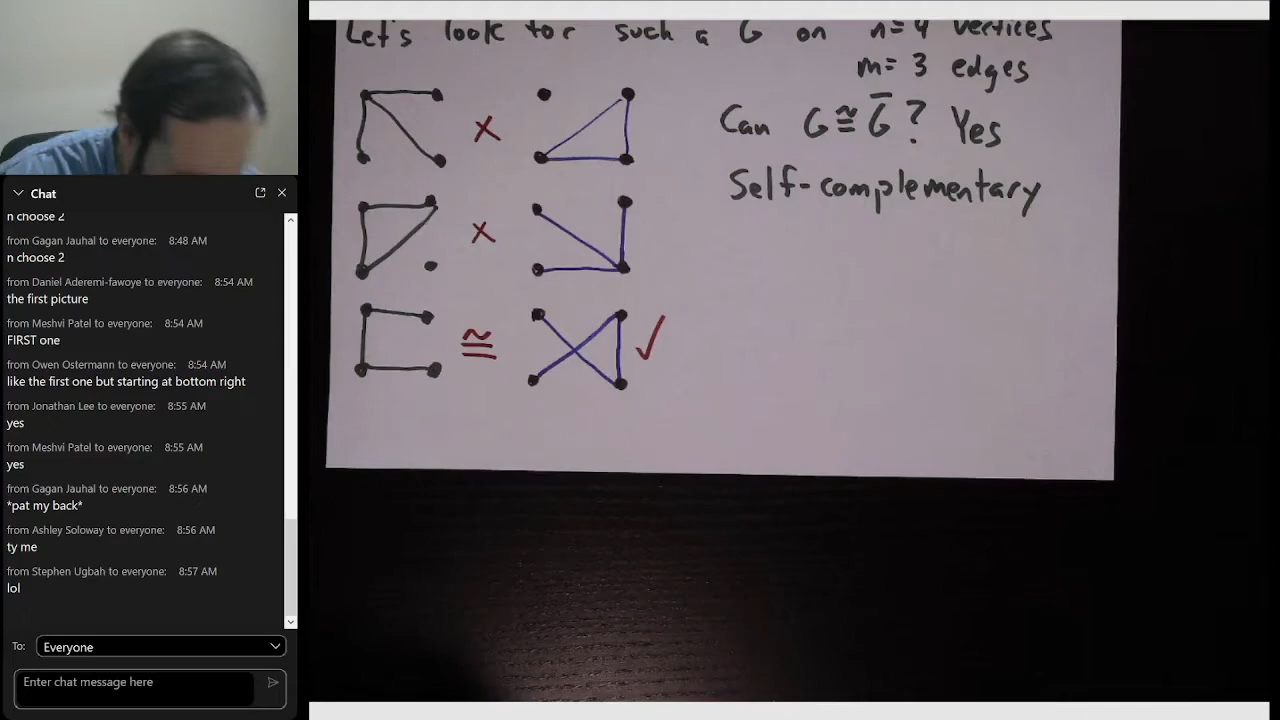 Chat
n choose 2
from Gagan Jauhal to everyone: 8:48 AM
n choose 2
from Daniel Aderemi-fawoye to everyone: 8:54 AM
the first picture
from Meshvi Patel to everyone: 8:54 AM
FIRST one
from Owen Ostermann to everyone: 8:54 AM
like the first one but starting at bottom right
from Jonathan Lee to everyone: 8:55 AM
yes
from Meshvi Patel to everyone: 8:55 AM
yes
from Gagan Jauhal to everyone: 8:56 AM
*pat my back*
from Ashley Soloway to everyone: 8:56 AM
ty me
from Stephen Ugbah to everyone: 8:57 AM
lol
To: Everyone
Enter chat message here
Let's look for such a G on n=4 vertices
m=3 edges
Can G≅G̅? Yes
Self-complementary
x
x
≅ ✓